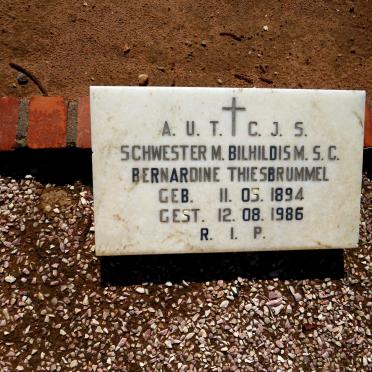 A. U. T. C. J. S.
SCHWESTER M. BILHILDIS M. S. C.
BERNARDINE THIESBRUMMEL
GEB. 11. 05. 1894
GEST. 12. 08. 1986
R. I. P.